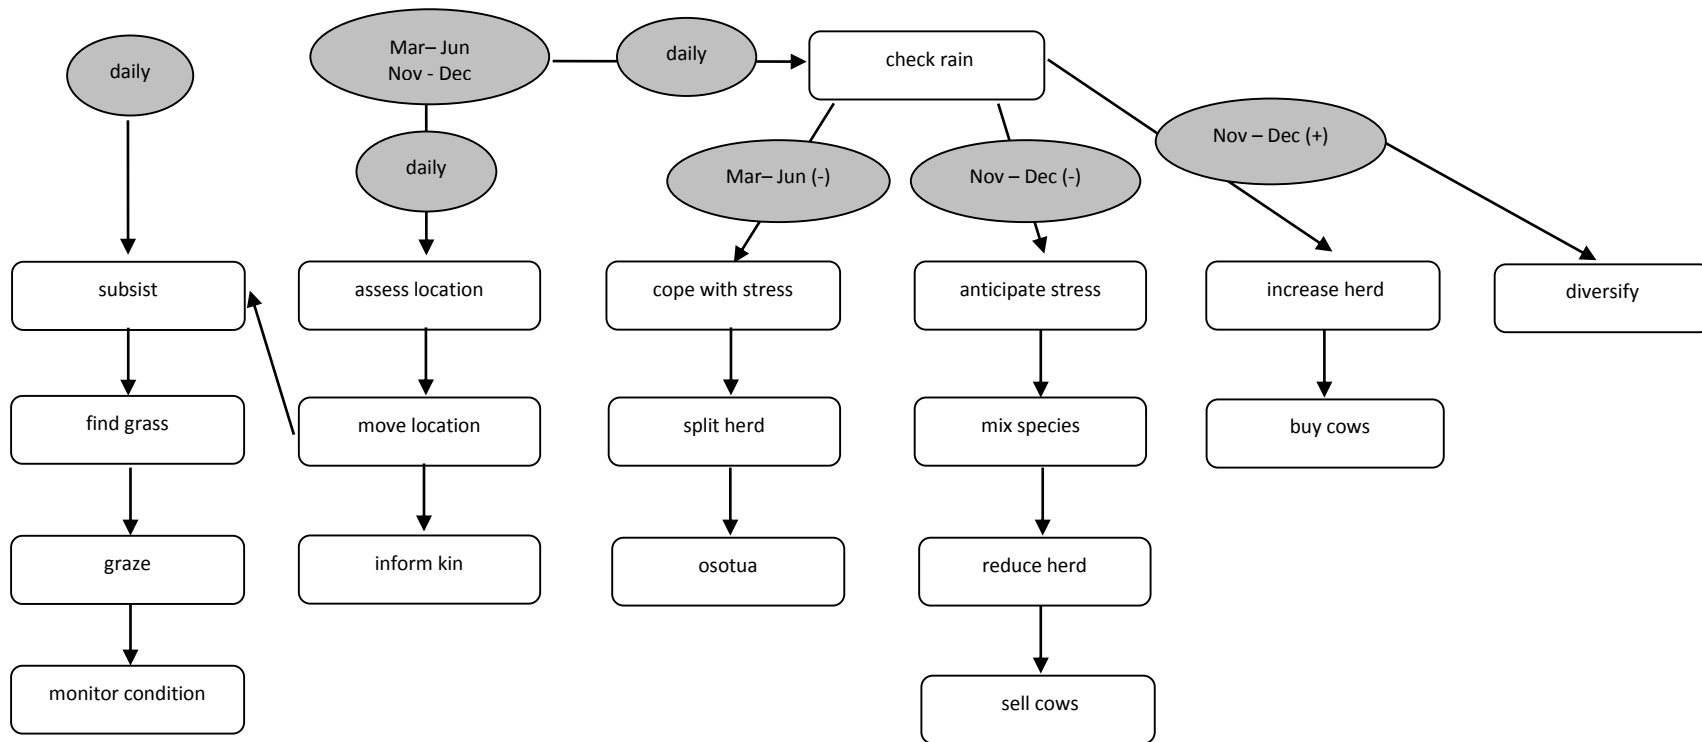 daily
Mar– Jun
Nov - Dec
daily
check rain
daily
Mar– Jun (-)
Nov – Dec (-)
Nov – Dec (+)
subsist
assess location
cope with stress
anticipate stress
increase herd
diversify
find grass
move location
split herd
mix species
buy cows
graze
inform kin
osotua
reduce herd
monitor condition
sell cows